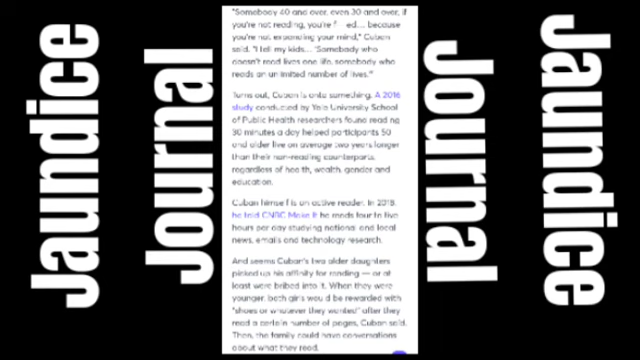 Jaundice
Journal
"Somebody 40 and over, even 30 and over, if
you're not reading, you're f ed... because
you're not expanding your mind," Cuban
said. "I tell my kids... 'Somebody who
doesn't read lives one life, somebody who
reads an unlimited number of lives.'"
Turns out, Cuban is onto something. A 2016
study conducted by Yale University School
of Public Health researchers found reading
30 minutes a day helped participants 50
and older live on average two years longer
than their non-reading counterparts,
regardless of health, wealth, gender and
education.
Cuban himself is an active reader. In 2018,
he told CNBC Make It he reads four to five
hours per day studying national and local
news, emails and technology research.
And seems Cuban's two older daughters
picked up his affinity for reading — or at
least were bribed into it. When they were
younger, both girls would be rewarded with
"shoes or whatever they wanted" after they
read a certain number of pages, Cuban said.
Then, the family could have conversations
about what they read.
Journal
Jaundice